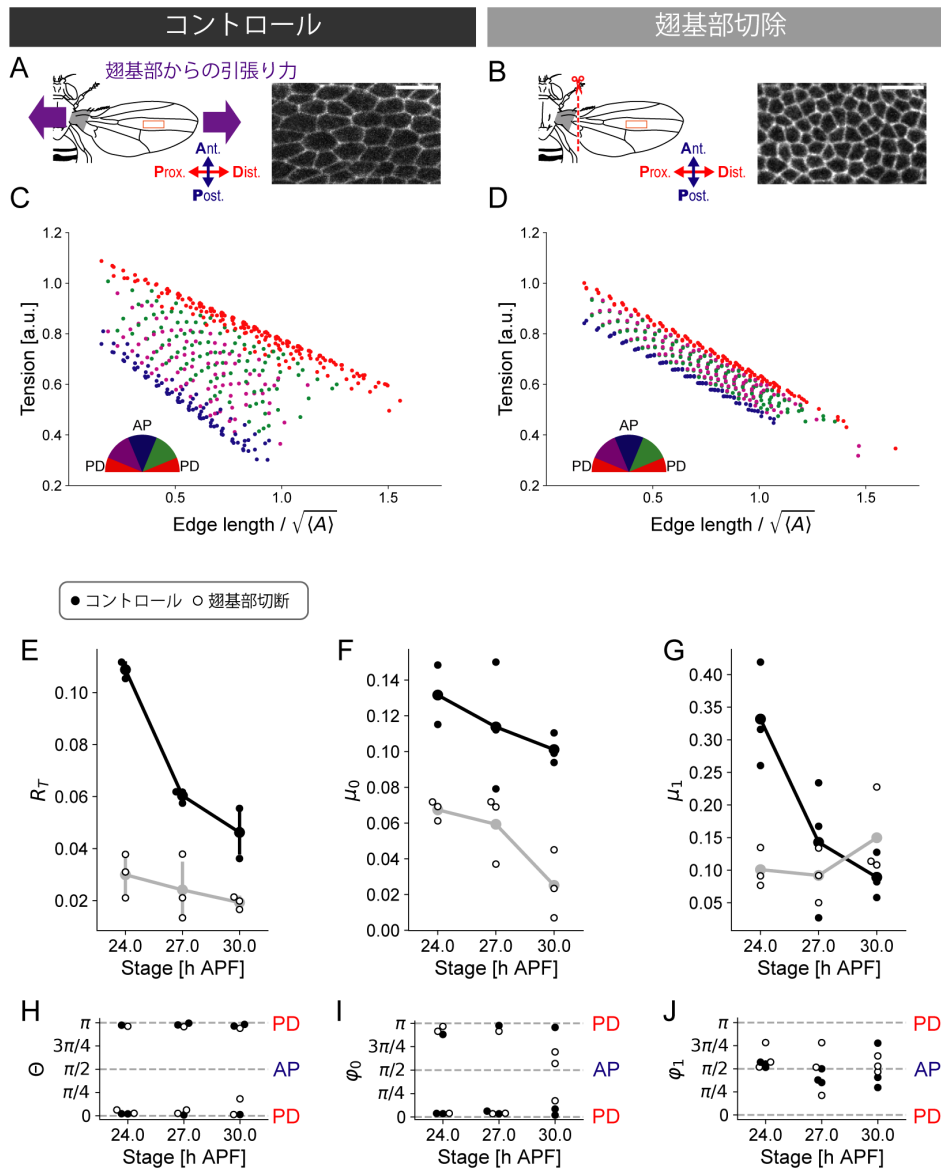 コントロール
翅基部切除
A
翅基部からの引張り力
Ant.
Prox.
Dist.
Post.
B
Ant.
Prox.
Dist.
Post.
C
1.2
1.0
0.8
0.6
0.4
0.2
Tension [a.u.]
AP
PD
PD
0.5
1.0
1.5
Edge length / √⟨A⟩
D
1.2
1.0
0.8
0.6
0.4
0.2
Tension [a.u.]
AP
PD
PD
0.5
1.0
1.5
Edge length / √⟨A⟩
コントロール
翅基部切断
E
0.10
0.08
0.06
0.04
0.02
R_T
24.0
27.0
30.0
Stage [h APF]
F
0.14
0.12
0.10
0.08
0.06
0.04
0.02
0.00
μ₀
24.0
27.0
30.0
Stage [h APF]
G
0.40
0.35
0.30
0.25
0.20
0.15
0.10
0.05
μ₁
24.0
27.0
30.0
Stage [h APF]
H
π
3π/4
π/2
π/4
0
Θ
PD
AP
PD
24.0
27.0
30.0
Stage [h APF]
I
π
3π/4
π/2
π/4
0
φ₀
PD
AP
PD
24.0
27.0
30.0
Stage [h APF]
J
π
3π/4
π/2
π/4
0
φ₁
PD
AP
PD
24.0
27.0
30.0
Stage [h APF]